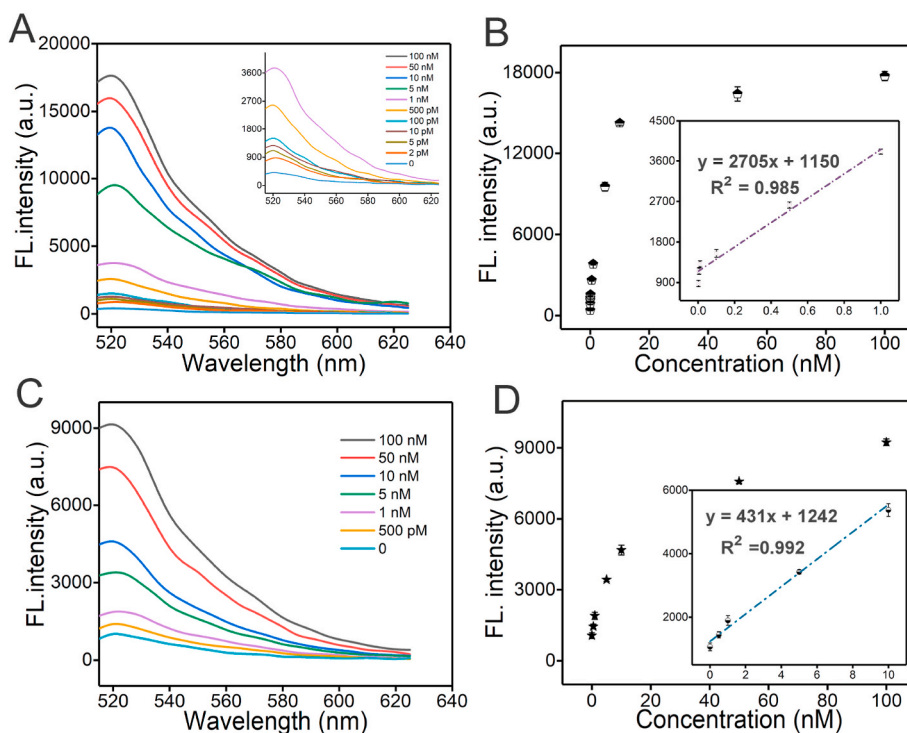 A
20000
15000
10000
5000
0
520 540 560 580 600 620 640
Wavelength (nm)
FL.intensity (a.u.)
3600
2700
1800
900
0
520 540 560 580 600 620
100 nM
50 nM
10 nM
5 nM
1 nM
500 pM
100 pM
10 pM
5 pM
2 pM
0
B
18000
12000
6000
0
0 20 40 60 80 100
Concentration (nM)
FL. intensity (a.u.)
4500
3600
2700
1800
900
0.0 0.2 0.4 0.6 0.8 1.0
y = 2705x + 1150
R² = 0.985
C
9000
6000
3000
0
520 540 560 580 600 620 640
Wavelength (nm)
FL.intensity (a.u.)
100 nM
50 nM
10 nM
5 nM
1 nM
500 pM
0
D
9000
6000
3000
0
0 20 40 60 80 100
Concentration (nM)
FL. intensity (a.u.)
6000
4000
2000
0 2 4 6 8 10
y = 431x + 1242
R² =0.992